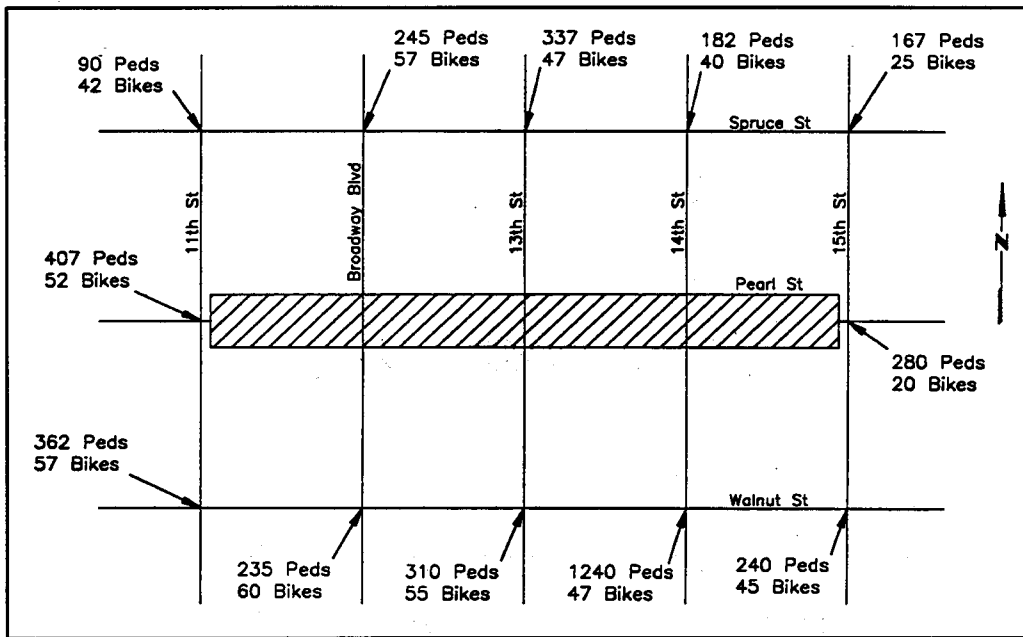 90 Peds
42 Bikes
245 Peds
57 Bikes
337 Peds
47 Bikes
182 Peds
40 Bikes
167 Peds
25 Bikes
Spruce St
11th St
Broadway Blvd
13th St
14th St
15th St
N
407 Peds
52 Bikes
Pearl St
280 Peds
20 Bikes
362 Peds
57 Bikes
Walnut St
235 Peds
60 Bikes
310 Peds
55 Bikes
1240 Peds
47 Bikes
240 Peds
45 Bikes